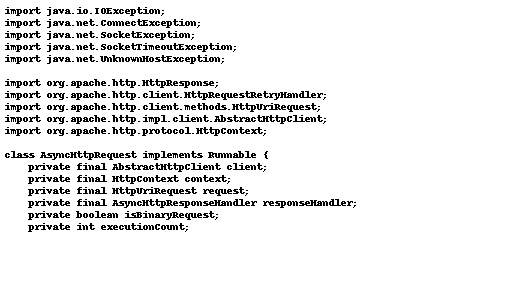 import java.io.IOException;
import java.net.ConnectException;
import java.net.SocketException;
import java.net.SocketTimeoutException;
import java.net.UnknownHostException;

import org.apache.http.HttpResponse;
import org.apache.http.client.HttpRequestRetryHandler;
import org.apache.http.client.methods.HttpUriRequest;
import org.apache.http.impl.client.AbstractHttpClient;
import org.apache.http.protocol.HttpContext;

class AsyncHttpRequest implements Runnable {
    private final AbstractHttpClient client;
    private final HttpContext context;
    private final HttpUriRequest request;
    private final AsyncHttpResponseHandler responseHandler;
    private boolean isBinaryRequest;
    private int executionCount;